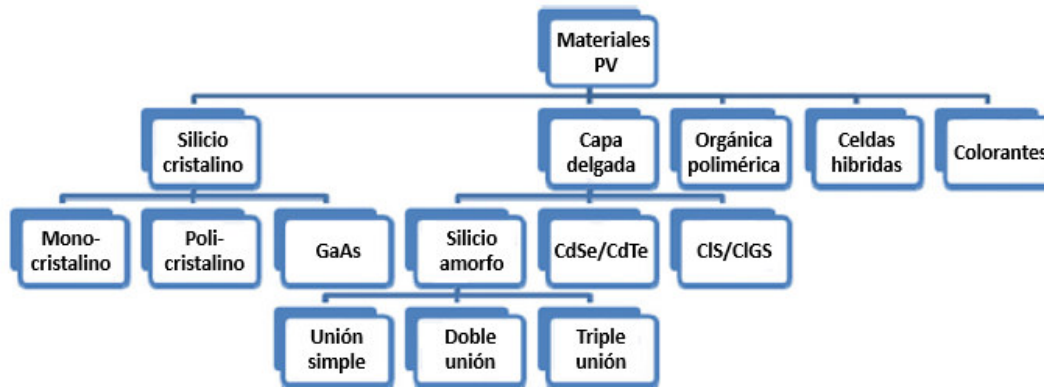 Materiales
PV
Silicio
cristalino
Capa
delgada
Orgánica
polimérica
Celdas
hibridas
Colorantes
Mono-
cristalino
Poli-
cristalino
GaAs
Silicio
amorfo
CdSe/CdTe
CIS/CIGS
Unión
simple
Doble
unión
Triple
unión